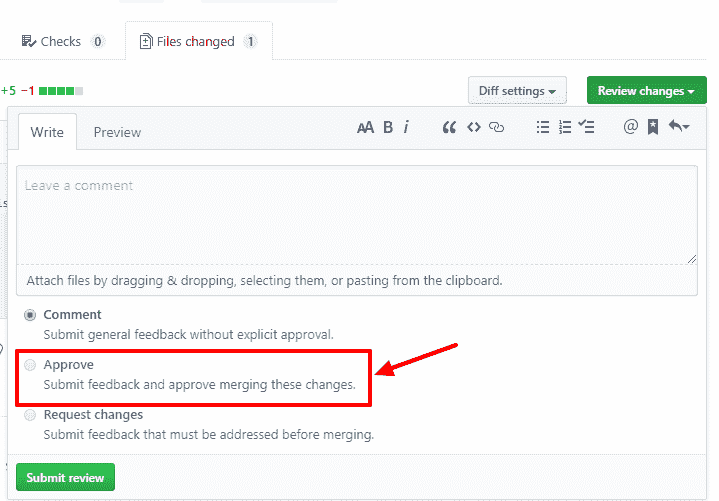 Checks 0 Files changed 1
+5 −1 Diff settings Review changes
Write Preview AA B i
Leave a comment
Attach files by dragging & dropping, selecting them, or pasting from the clipboard.
Comment
Submit general feedback without explicit approval.
Approve
Submit feedback and approve merging these changes.
Request changes
Submit feedback that must be addressed before merging.
Submit review